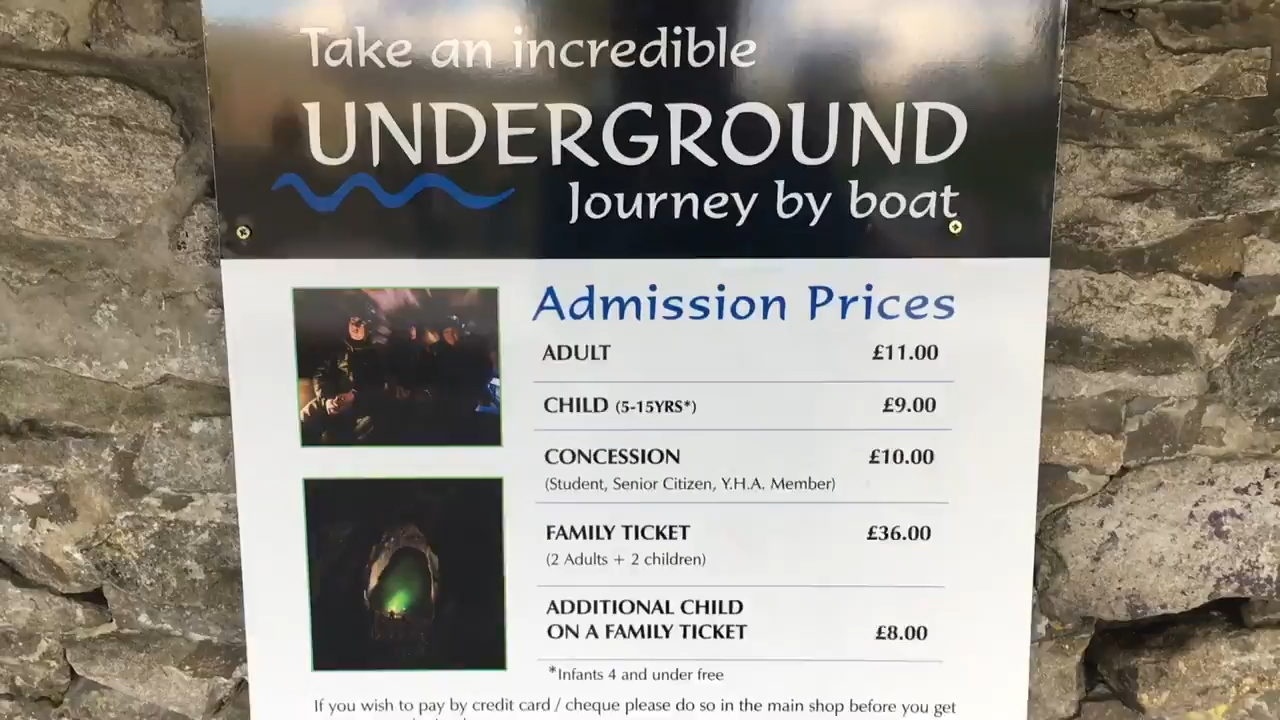 Take an incredible
UNDERGROUND
Journey by boat
Admission Prices
ADULT £11.00
CHILD (5-15YRS*) £9.00
CONCESSION £10.00
(Student, Senior Citizen, Y.H.A. Member)
FAMILY TICKET £36.00
(2 Adults + 2 children)
ADDITIONAL CHILD
ON A FAMILY TICKET £8.00
*Infants 4 and under free
If you wish to pay by credit card / cheque please do so in the main shop before you get